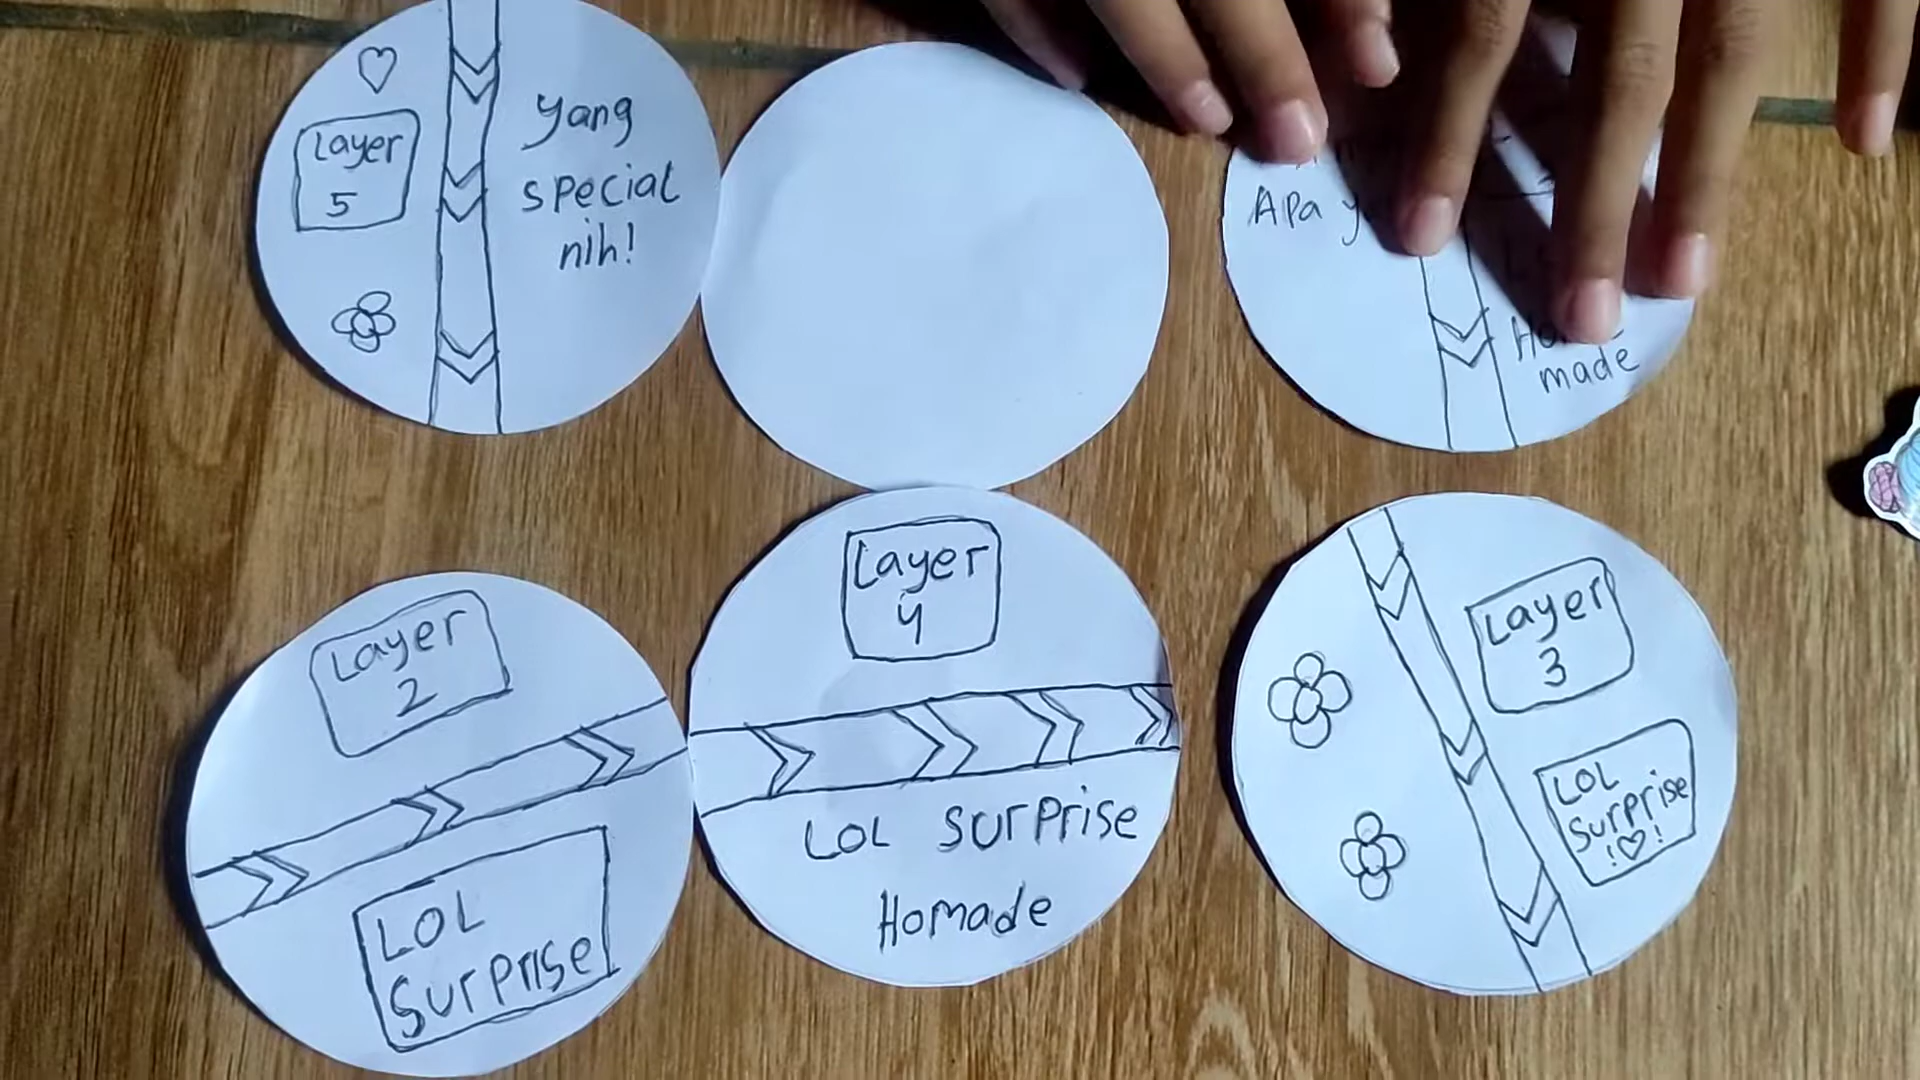 Layer
5
yang
special
nih!
Apa
made
Layer
2
LOL
Surprise
Layer
4
LOL SURPRISE
Homade
Layer
3
LOL
Surprise
!♡!